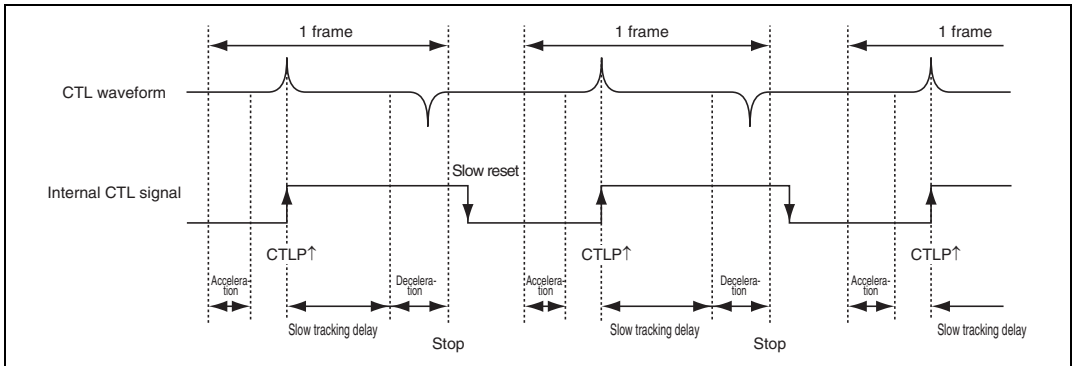 1 frame 1 frame 1 frame
CTL waveform
Slow reset
Internal CTL signal
CTLP↑ CTLP↑ CTLP↑
Accelera-
tion
Decelera-
tion
Accelera-
tion
Decelera-
tion
Accelera-
tion
Slow tracking delay Slow tracking delay Slow tracking delay
Stop Stop